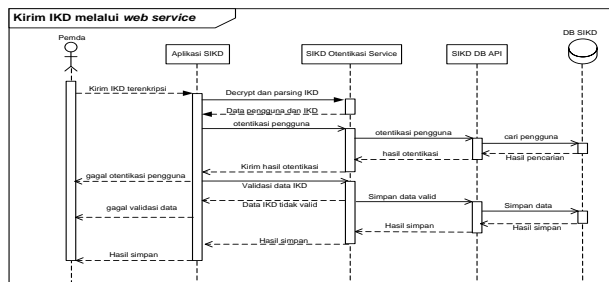 Kirim IKD melalui web service
Pemda
Aplikasi SIKD
SIKD Otentikasi Service
SIKD DB API
DB SIKD
Kirim IKD terenkripsi
Decrypt dan parsing IKD
Data pengguna dan IKD
otentikasi pengguna
otentikasi pengguna
cari pengguna
Hasil pencarian
hasil otentikasi
Kirim hasil otentikasi
gagal otentikasi pengguna
Validasi data IKD
Data IKD tidak valid
Simpan data valid
Simpan data
gagal validasi data
Hasil simpan
Hasil simpan
Hasil simpan
Hasil simpan